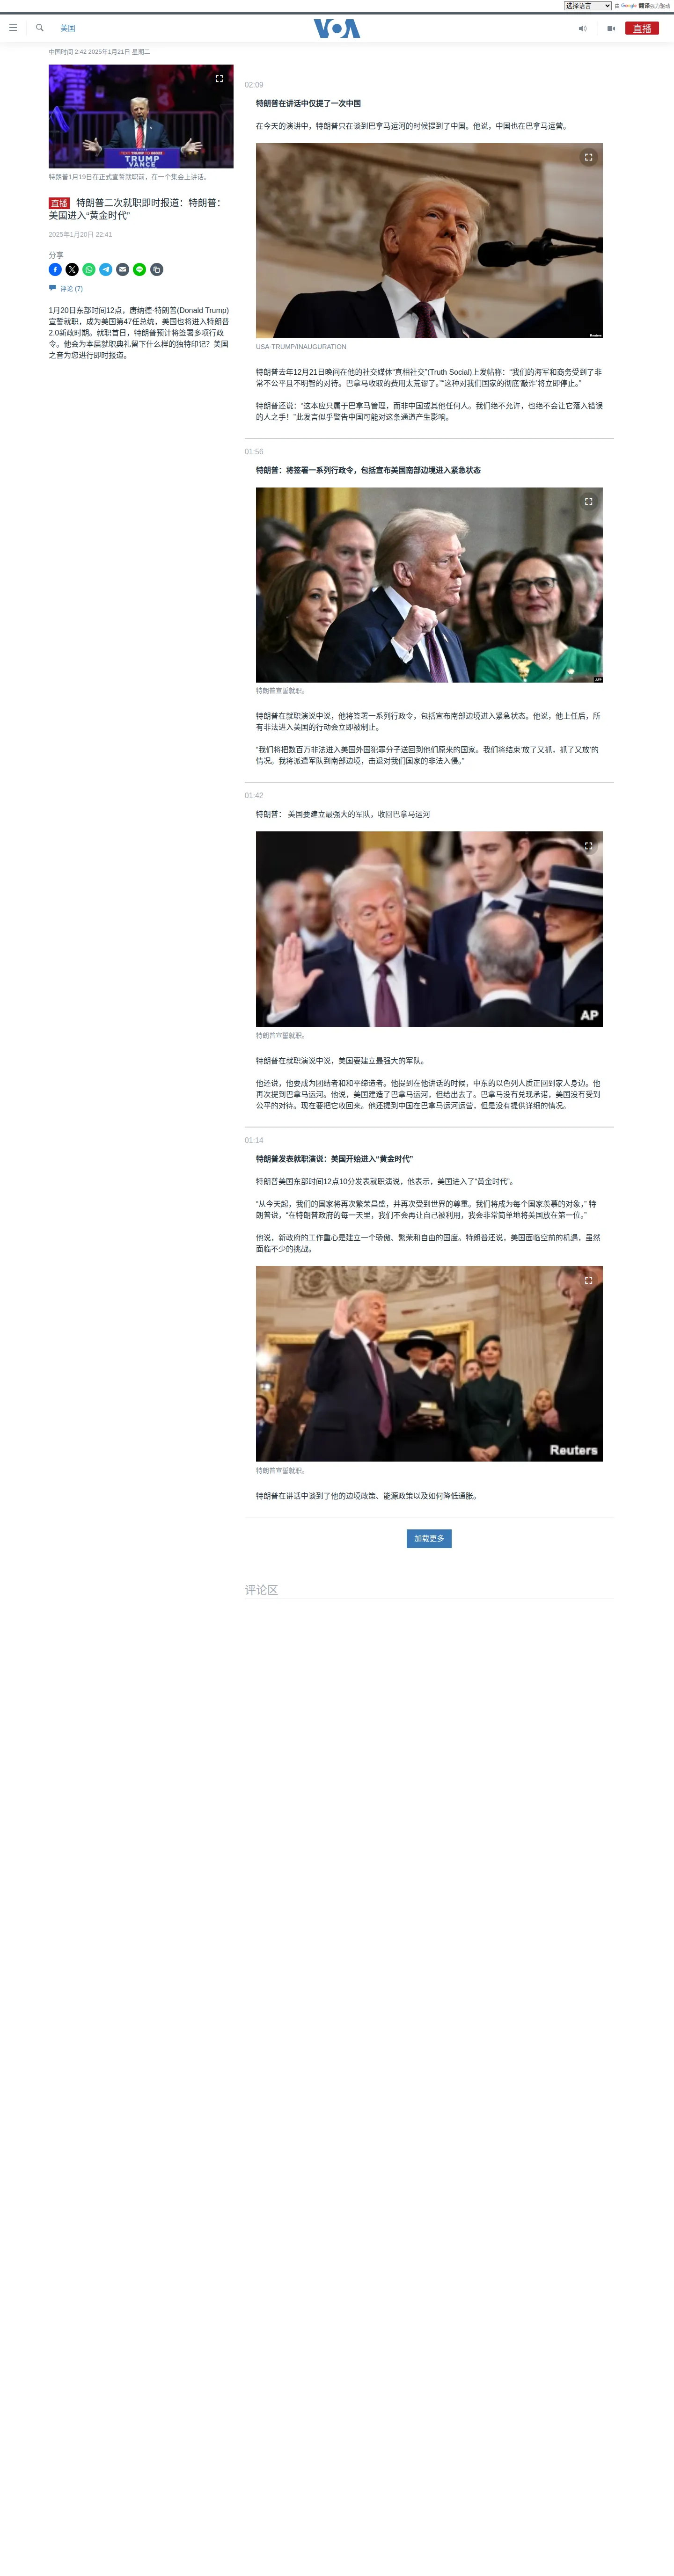 选择语言 由 Google 翻译强力驱动
美国
VOA
直播
中国时间 2:42 2025年1月21日 星期二
TEXT TRUMP TO
TRUMP
VANCE
特朗普1月19日在正式宣誓就职前，在一个集会上讲话。
直播 特朗普二次就职即时报道：特朗普：
美国进入“黄金时代”
2025年1月20日 22:41
分享
评论 (7)
1月20日东部时间12点，唐纳德·特朗普(Donald Trump)
宣誓就职，成为美国第47任总统，美国也将进入特朗普
2.0新政时期。就职首日，特朗普预计将签署多项行政
令。他会为本届就职典礼留下什么样的独特印记？美国
之音为您进行即时报道。
02:09
特朗普在讲话中仅提了一次中国
在今天的演讲中，特朗普只在谈到巴拿马运河的时候提到了中国。他说，中国也在巴拿马运营。
Reuters
USA-TRUMP/INAUGURATION
特朗普去年12月21日晚间在他的社交媒体“真相社交”(Truth Social)上发帖称：“我们的海军和商务受到了非
常不公平且不明智的对待。巴拿马收取的费用太荒谬了。”“这种对我们国家的彻底‘敲诈’将立即停止。”
特朗普还说：“这本应只属于巴拿马管理，而非中国或其他任何人。我们绝不允许，也绝不会让它落入错误
的人之手！”此发言似乎警告中国可能对这条通道产生影响。
01:56
特朗普：将签署一系列行政令，包括宣布美国南部边境进入紧急状态
AFP
特朗普宣誓就职。
特朗普在就职演说中说，他将签署一系列行政令，包括宣布南部边境进入紧急状态。他说，他上任后，所
有非法进入美国的行动会立即被制止。
“我们将把数百万非法进入美国外国犯罪分子送回到他们原来的国家。我们将结束‘放了又抓，抓了又放’的
情况。我将派遣军队到南部边境，击退对我们国家的非法入侵。”
01:42
特朗普： 美国要建立最强大的军队，收回巴拿马运河
AP
特朗普宣誓就职。
特朗普在就职演说中说，美国要建立最强大的军队。
他还说，他要成为团结者和和平缔造者。他提到在他讲话的时候，中东的以色列人质正回到家人身边。他
再次提到巴拿马运河。他说，美国建造了巴拿马运河，但给出去了。巴拿马没有兑现承诺，美国没有受到
公平的对待。现在要把它收回来。他还提到中国在巴拿马运河运营，但是没有提供详细的情况。
01:14
特朗普发表就职演说：美国开始进入“黄金时代”
特朗普美国东部时间12点10分发表就职演说，他表示，美国进入了“黄金时代”。
“从今天起，我们的国家将再次繁荣昌盛，并再次受到世界的尊重。我们将成为每个国家羡慕的对象，” 特
朗普说，“在特朗普政府的每一天里，我们不会再让自己被利用，我会非常简单地将美国放在第一位。”
他说，新政府的工作重心是建立一个骄傲、繁荣和自由的国度。特朗普还说，美国面临空前的机遇，虽然
面临不少的挑战。
Reuters
特朗普宣誓就职。
特朗普在讲话中谈到了他的边境政策、能源政策以及如何降低通胀。
加载更多
评论区